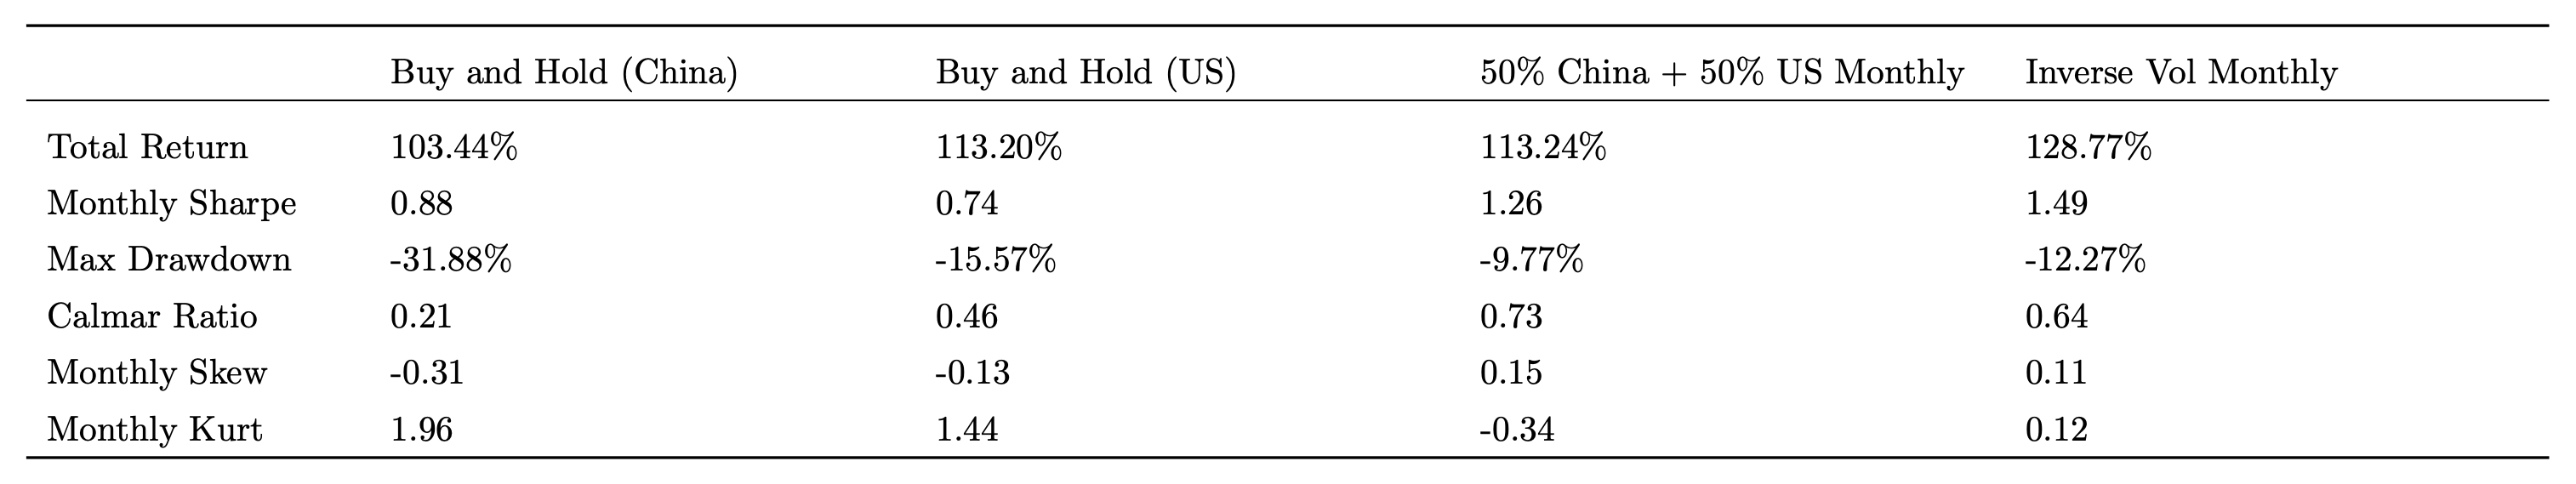 Buy and Hold (China) Buy and Hold (US) 50% China + 50% US Monthly Inverse Vol Monthly
Total Return 103.44% 113.20% 113.24% 128.77%
Monthly Sharpe 0.88 0.74 1.26 1.49
Max Drawdown -31.88% -15.57% -9.77% -12.27%
Calmar Ratio 0.21 0.46 0.73 0.64
Monthly Skew -0.31 -0.13 0.15 0.11
Monthly Kurt 1.96 1.44 -0.34 0.12